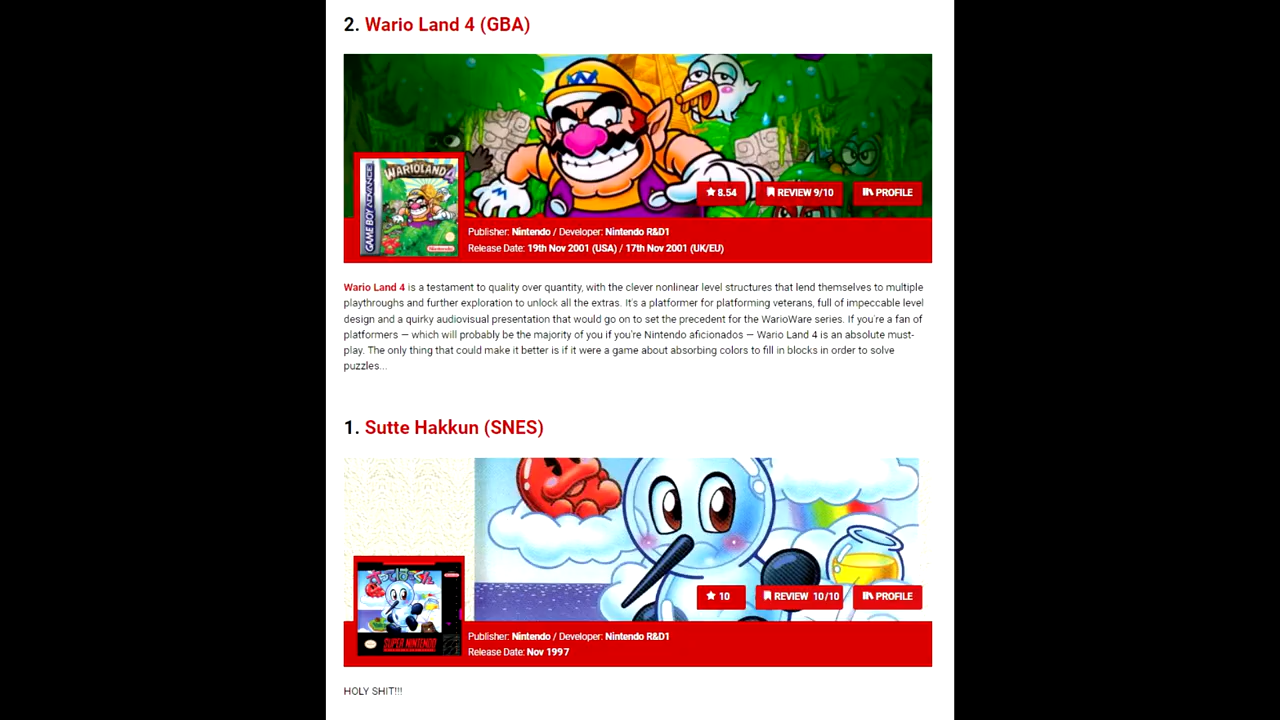 2. Wario Land 4 (GBA)
WARIOLAND 4
GAME BOY ADVANCE
Nintendo
8.54
REVIEW 9/10
PROFILE
Publisher: Nintendo / Developer: Nintendo R&D1
Release Date: 19th Nov 2001 (USA) / 17th Nov 2001 (UK/EU)
Wario Land 4 is a testament to quality over quantity, with the clever nonlinear level structures that lend themselves to multiple
playthroughs and further exploration to unlock all the extras. It's a platformer for platforming veterans, full of impeccable level
design and a quirky audiovisual presentation that would go on to set the precedent for the WarioWare series. If you're a fan of
platformers — which will probably be the majority of you if you're Nintendo aficionados — Wario Land 4 is an absolute must-
play. The only thing that could make it better is if it were a game about absorbing colors to fill in blocks in order to solve
puzzles...
1. Sutte Hakkun (SNES)
SUPER NINTENDO
10
REVIEW 10/10
PROFILE
Publisher: Nintendo / Developer: Nintendo R&D1
Release Date: Nov 1997
HOLY SHIT!!!